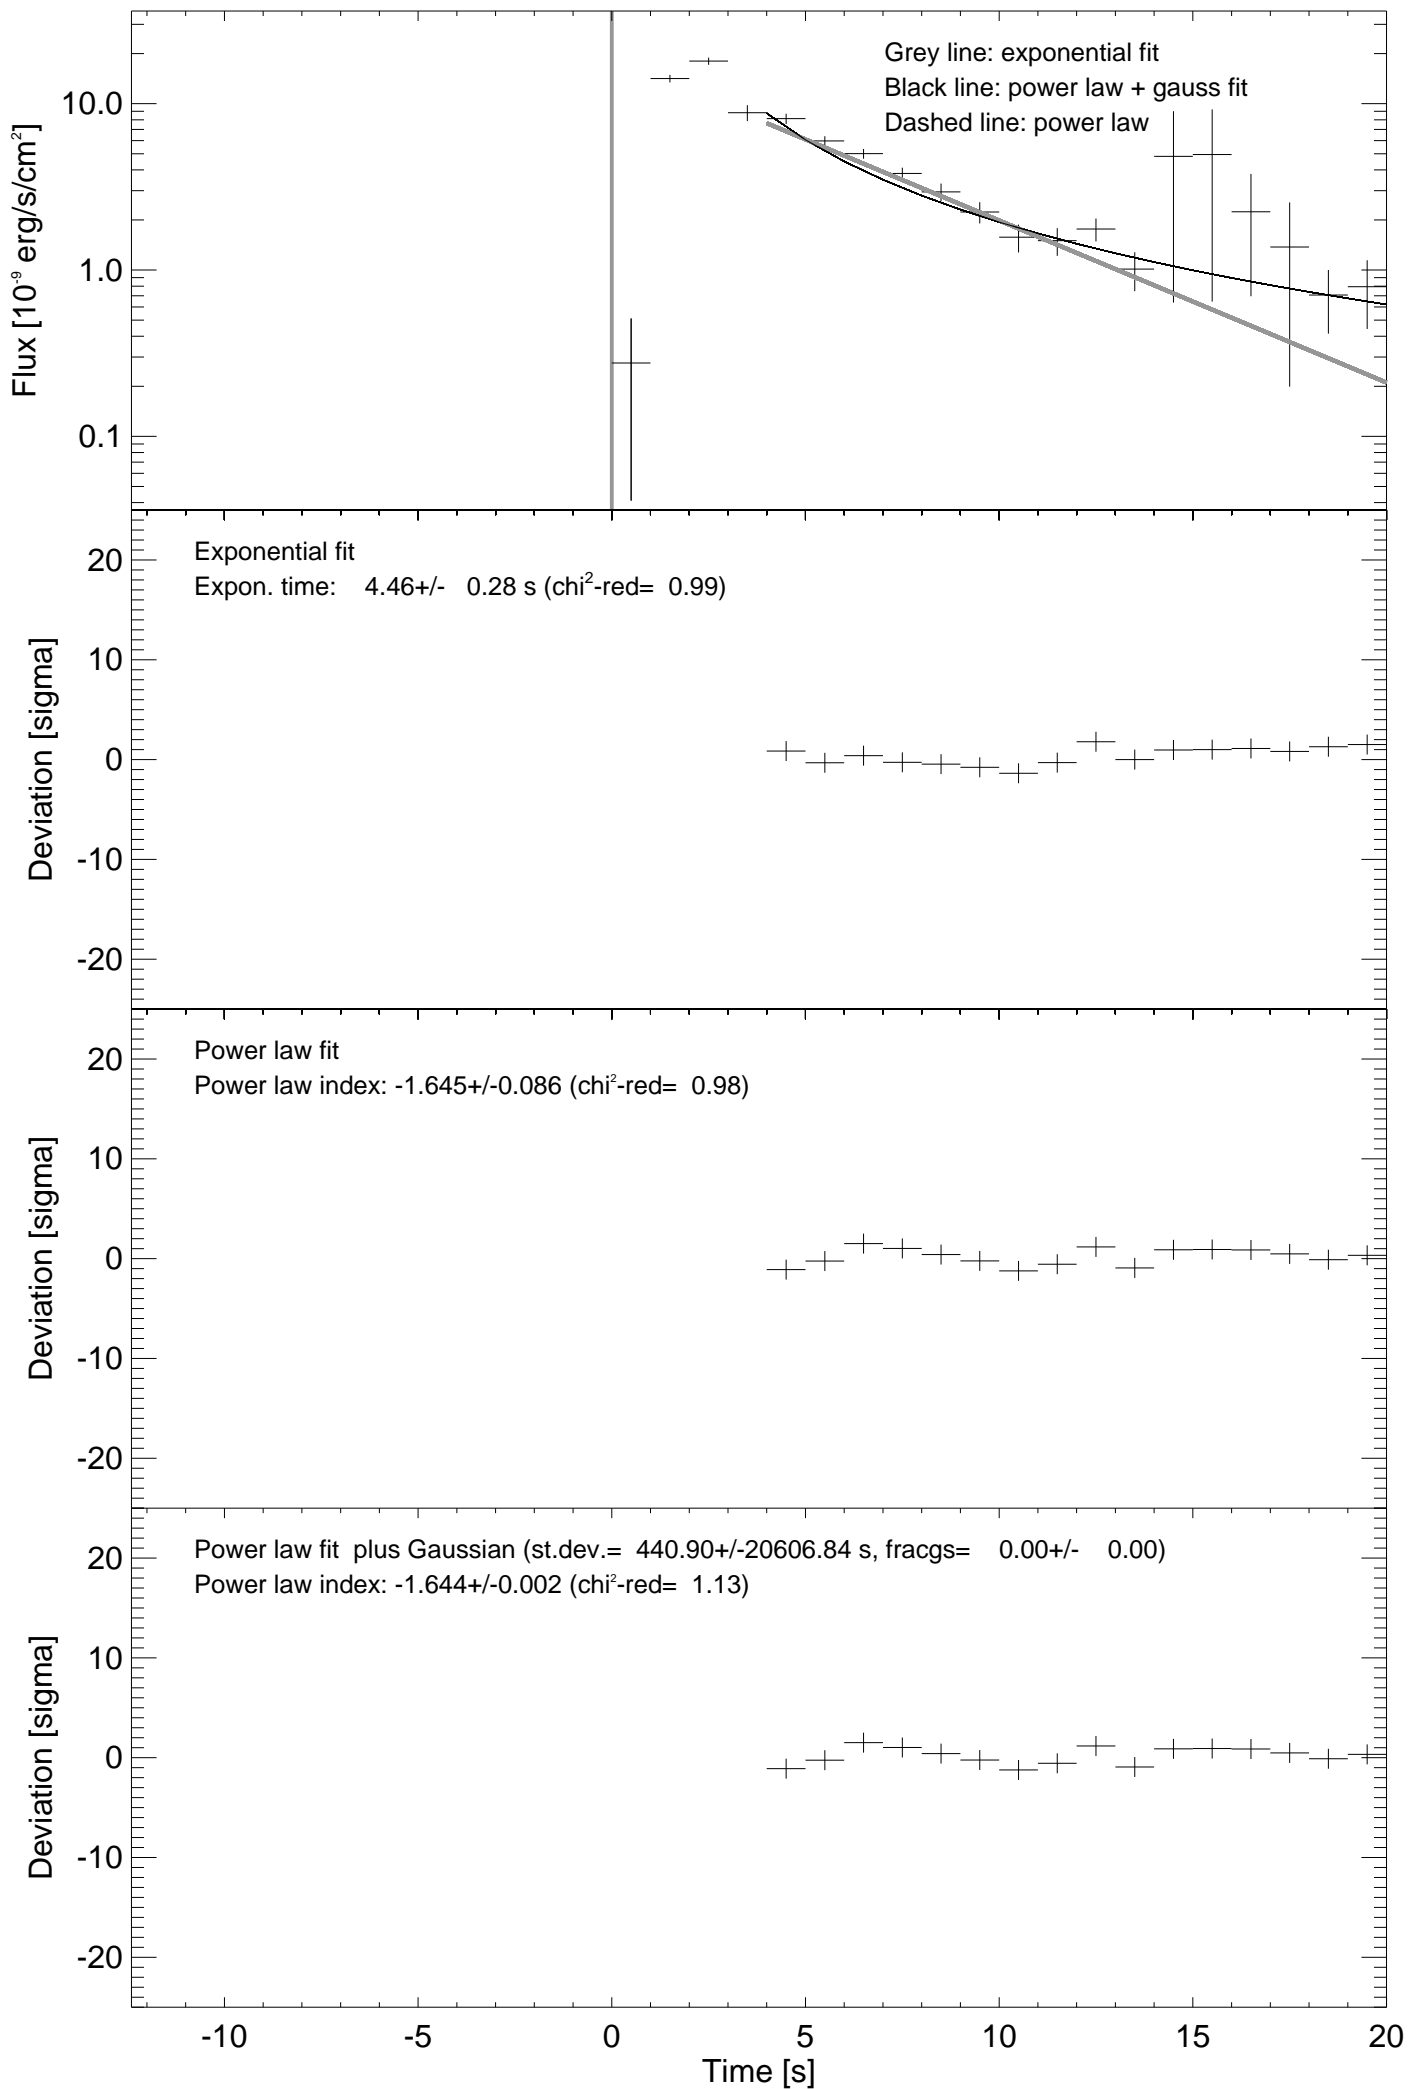 Grey line: exponential fit
Black line: power law + gauss fit
Dashed line: power law
10.0
1.0
0.1
Flux [10⁻⁹ erg/s/cm²]
Exponential fit
Expon. time: 4.46+/- 0.28 s (chi²-red= 0.99)
20
10
0
-10
-20
Deviation [sigma]
Power law fit
Power law index: -1.645+/-0.086 (chi²-red= 0.98)
20
10
0
-10
-20
Deviation [sigma]
Power law fit plus Gaussian (st.dev.= 440.90+/-20606.84 s, fracgs= 0.00+/- 0.00)
Power law index: -1.644+/-0.002 (chi²-red= 1.13)
20
10
0
-10
-20
Deviation [sigma]
-10 -5 0 5 10 15 20
Time [s]